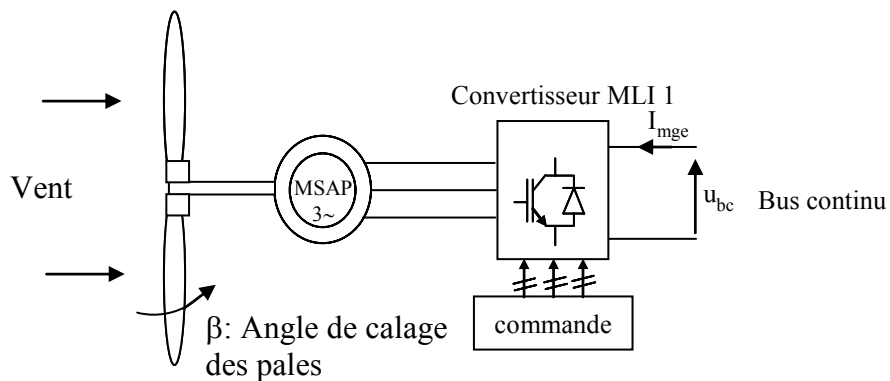 Convertisseur MLI 1
I_mge
Vent
MSAP
3~
u_bc
Bus continu
β: Angle de calage
des pales
commande